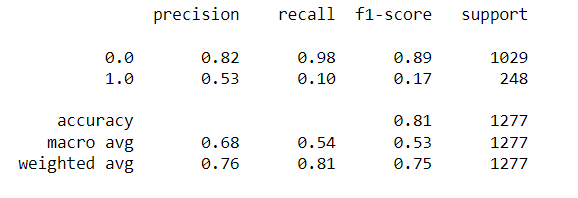 precision recall f1-score support
0.0 0.82 0.98 0.89 1029
1.0 0.53 0.10 0.17 248
accuracy 0.81 1277
macro avg 0.68 0.54 0.53 1277
weighted avg 0.76 0.81 0.75 1277